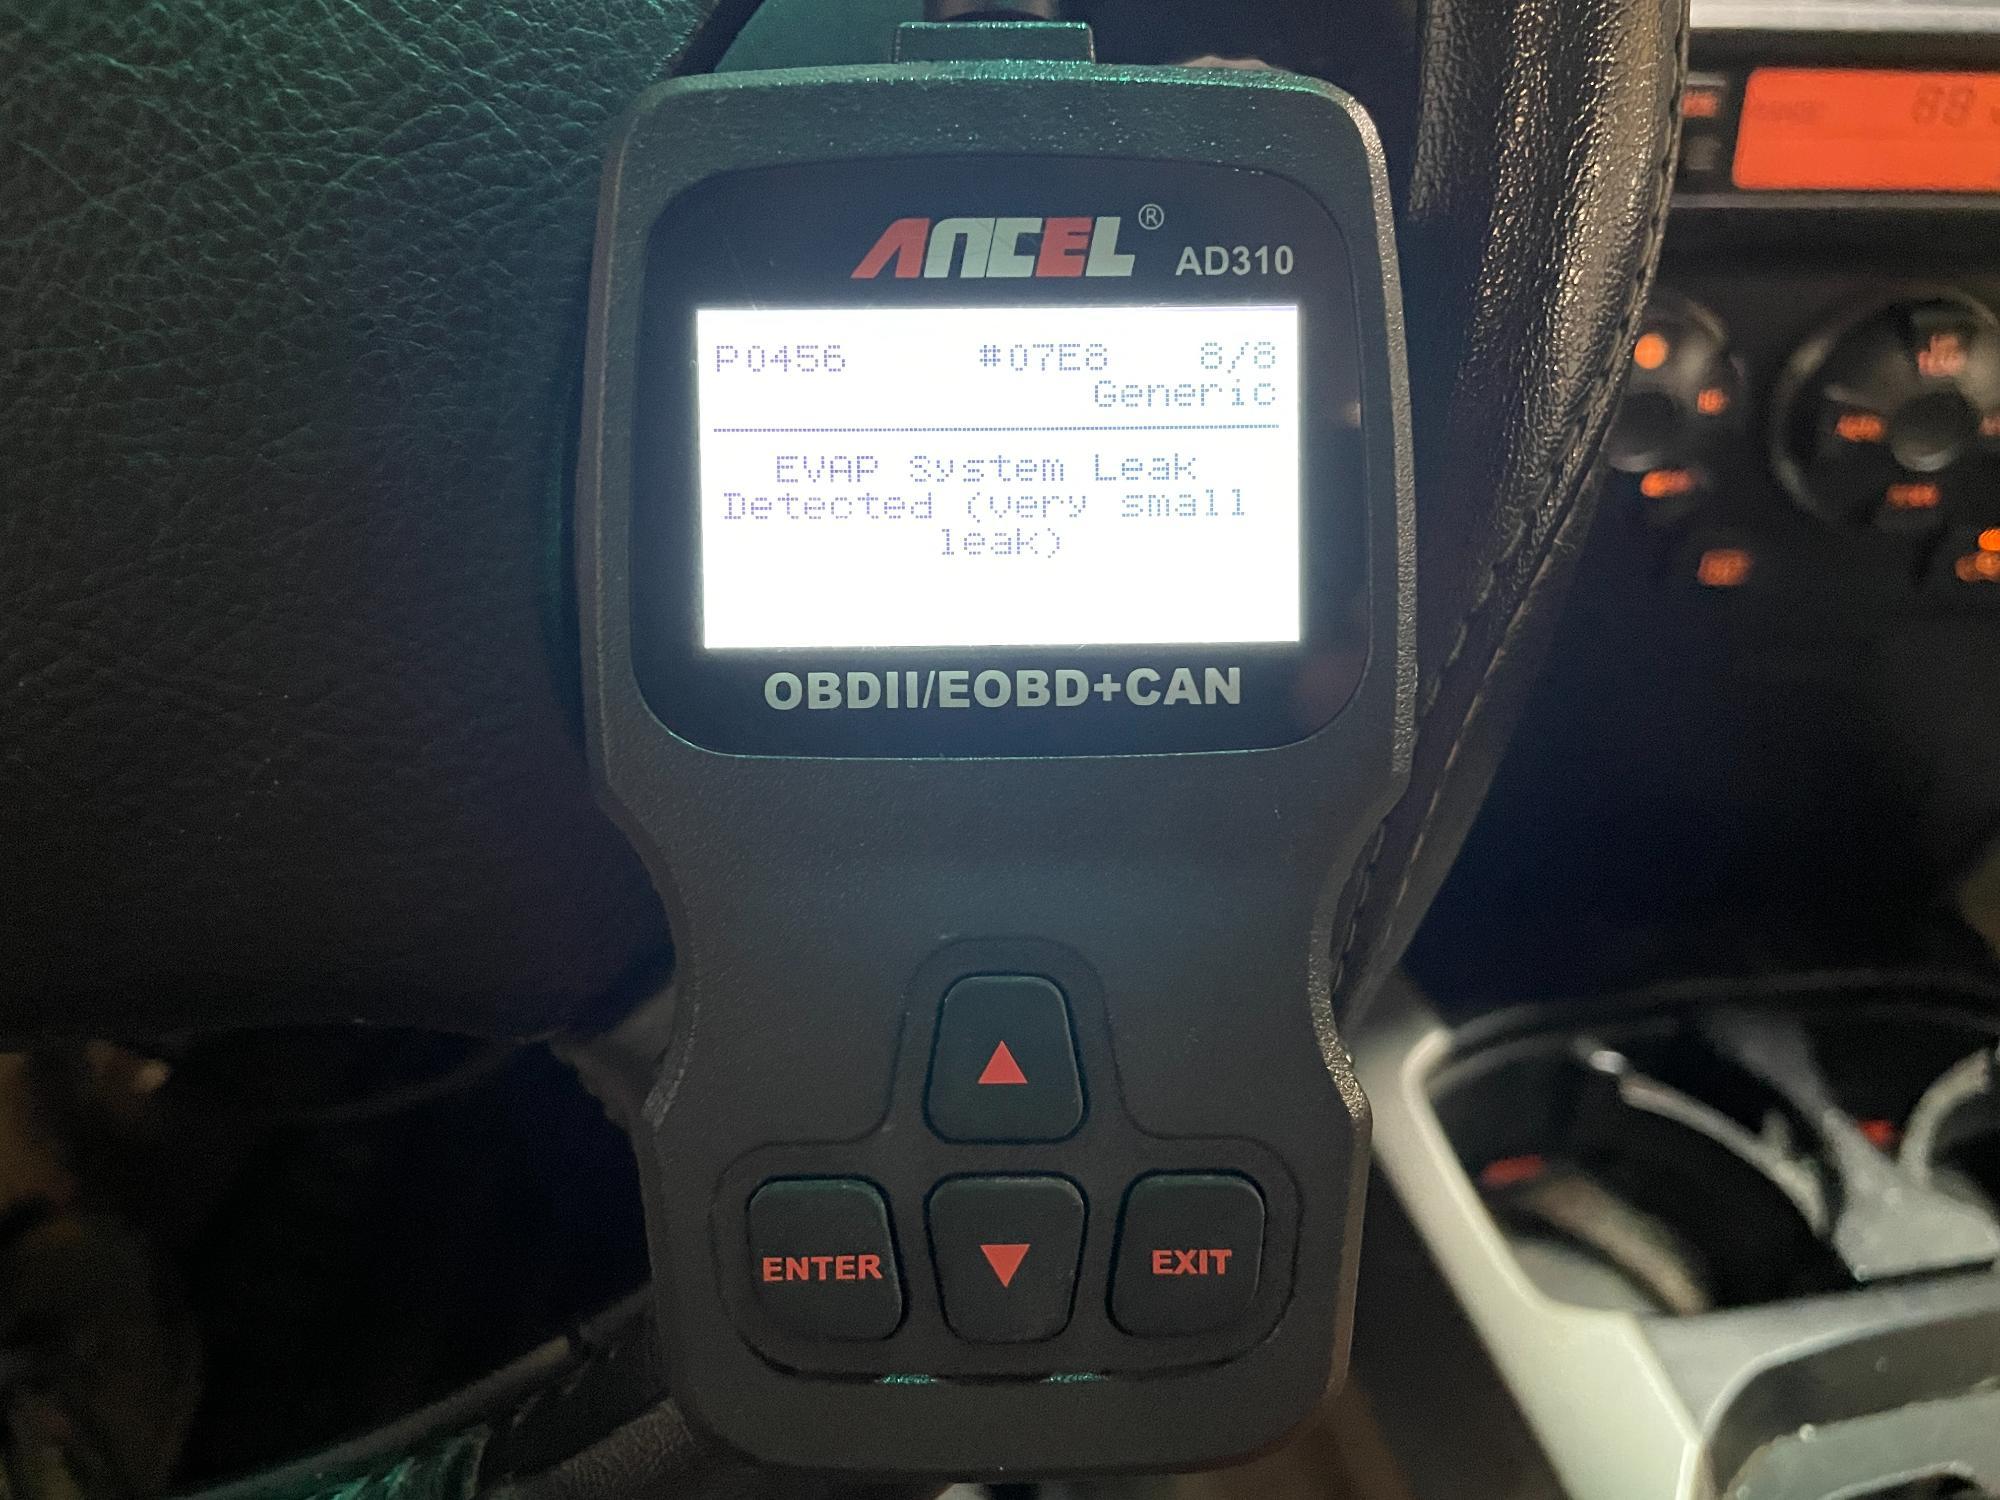 ANCEL® AD310
P0456 #07E8 8/8
Generic
EVAP System Leak
Detected (very small
leak)
OBDII/EOBD+CAN
ENTER
EXIT